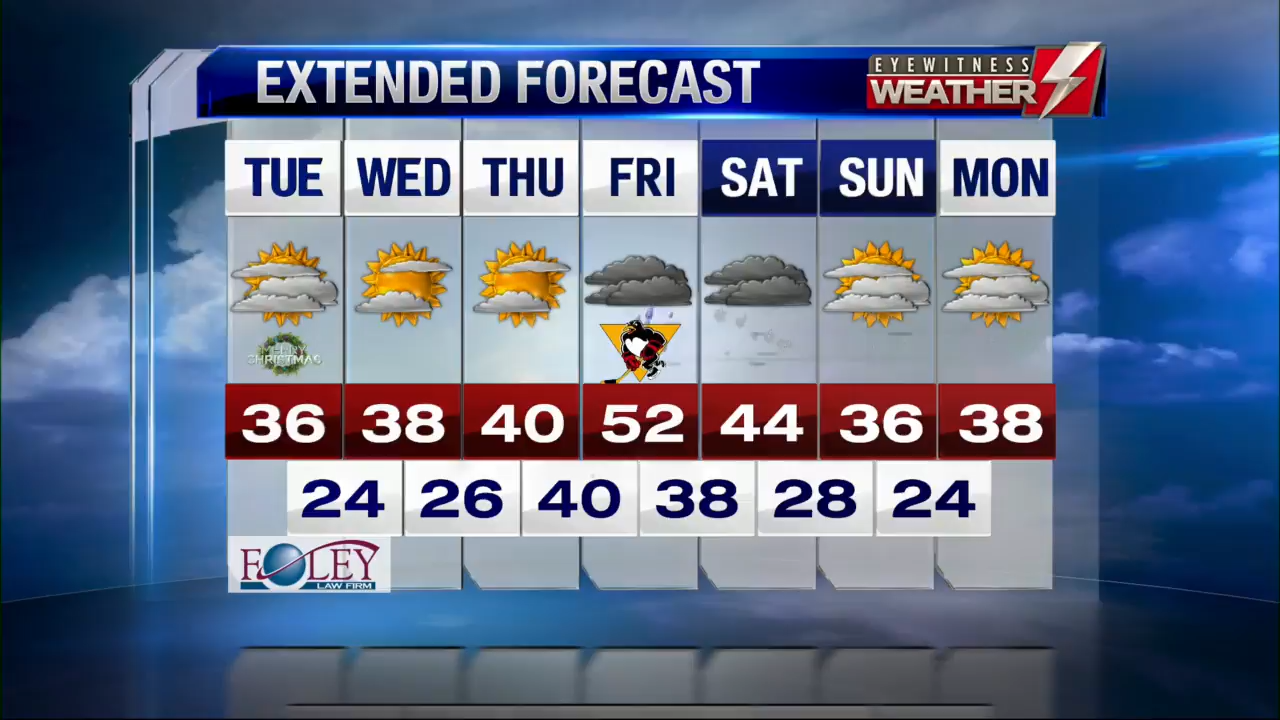 EXTENDED FORECAST
EYEWITNESS
WEATHER
TUE WED THU FRI SAT SUN MON
MERRY
CHRISTMAS
36 38 40 52 44 36 38
24 26 40 38 28 24
FOLEY
LAW FIRM